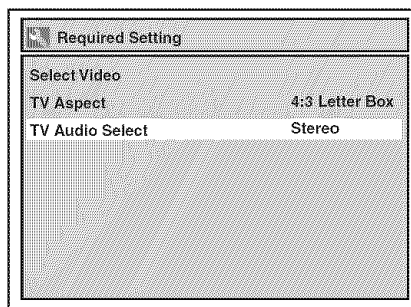 Required Setting
Select Video
TV Aspect 4:3 Letter Box
TV Audio Select Stereo